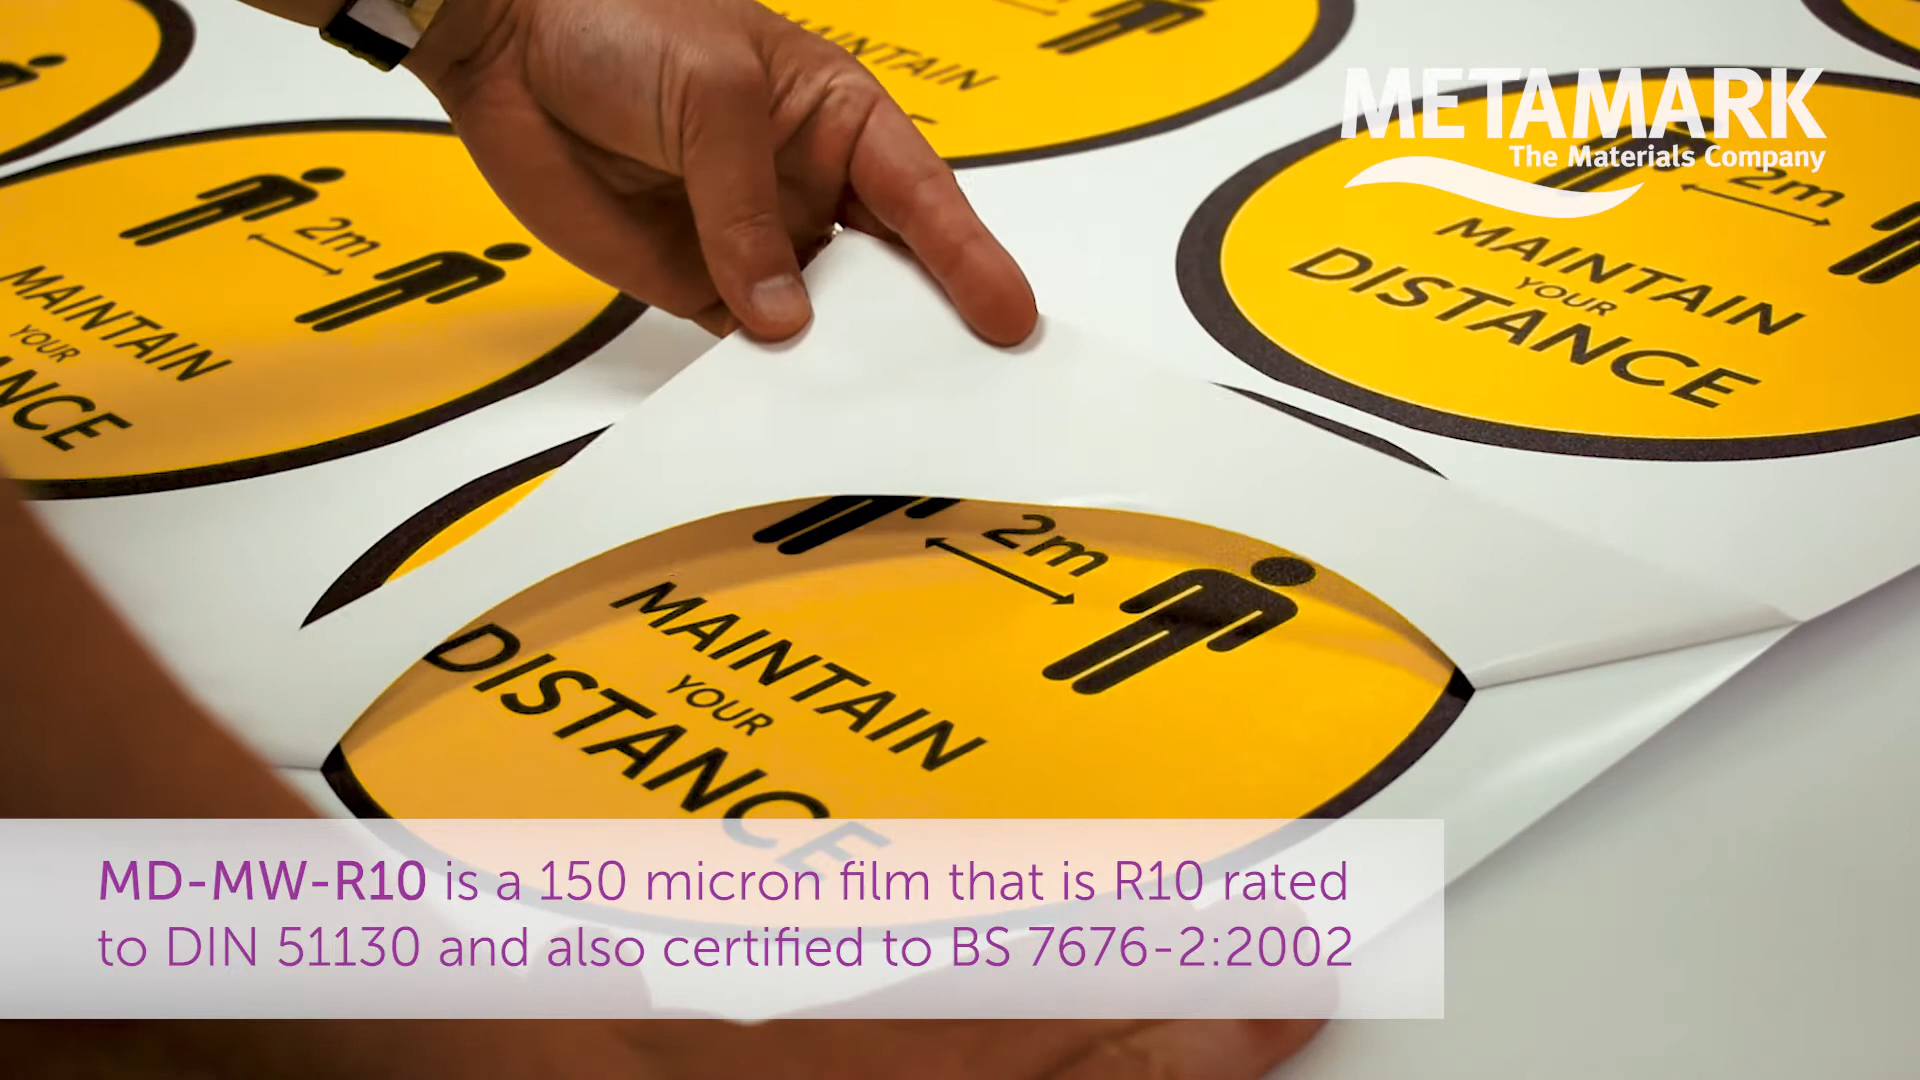 METAMARK
The Materials Company
MAINTAIN
2m
MAINTAIN
YOUR
2m
MAINTAIN
YOUR
DISTANCE
2m
MAINTAIN
YOUR
DISTANCE
MD-MW-R10 is a 150 micron film that is R10 rated
to DIN 51130 and also certified to BS 7676-2:2002